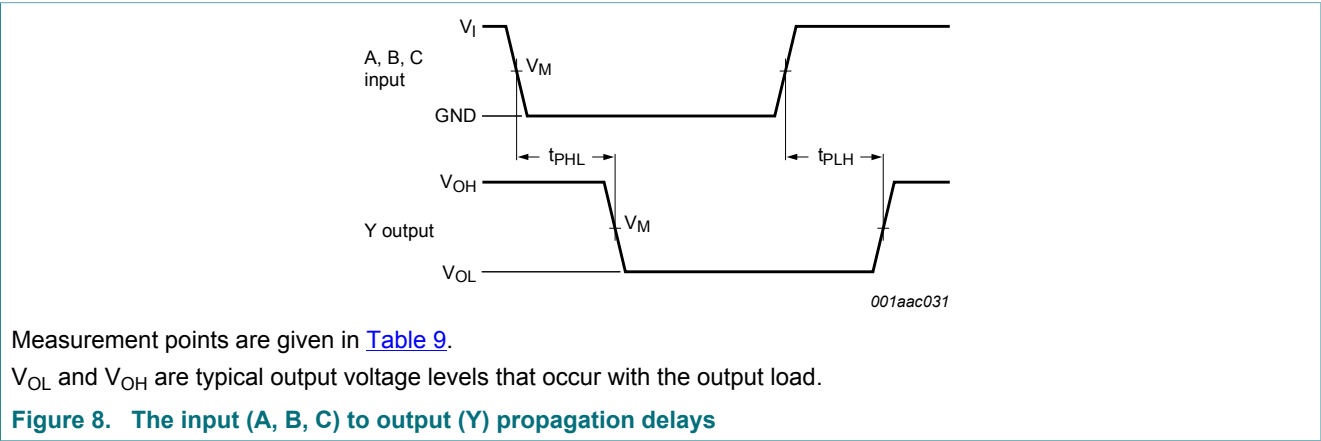 VI
A, B, C
input
VM
GND
tPHL
tPLH
VOH
Y output
VM
VOL
001aac031
Measurement points are given in Table 9.
VOL and VOH are typical output voltage levels that occur with the output load.
Figure 8. The input (A, B, C) to output (Y) propagation delays